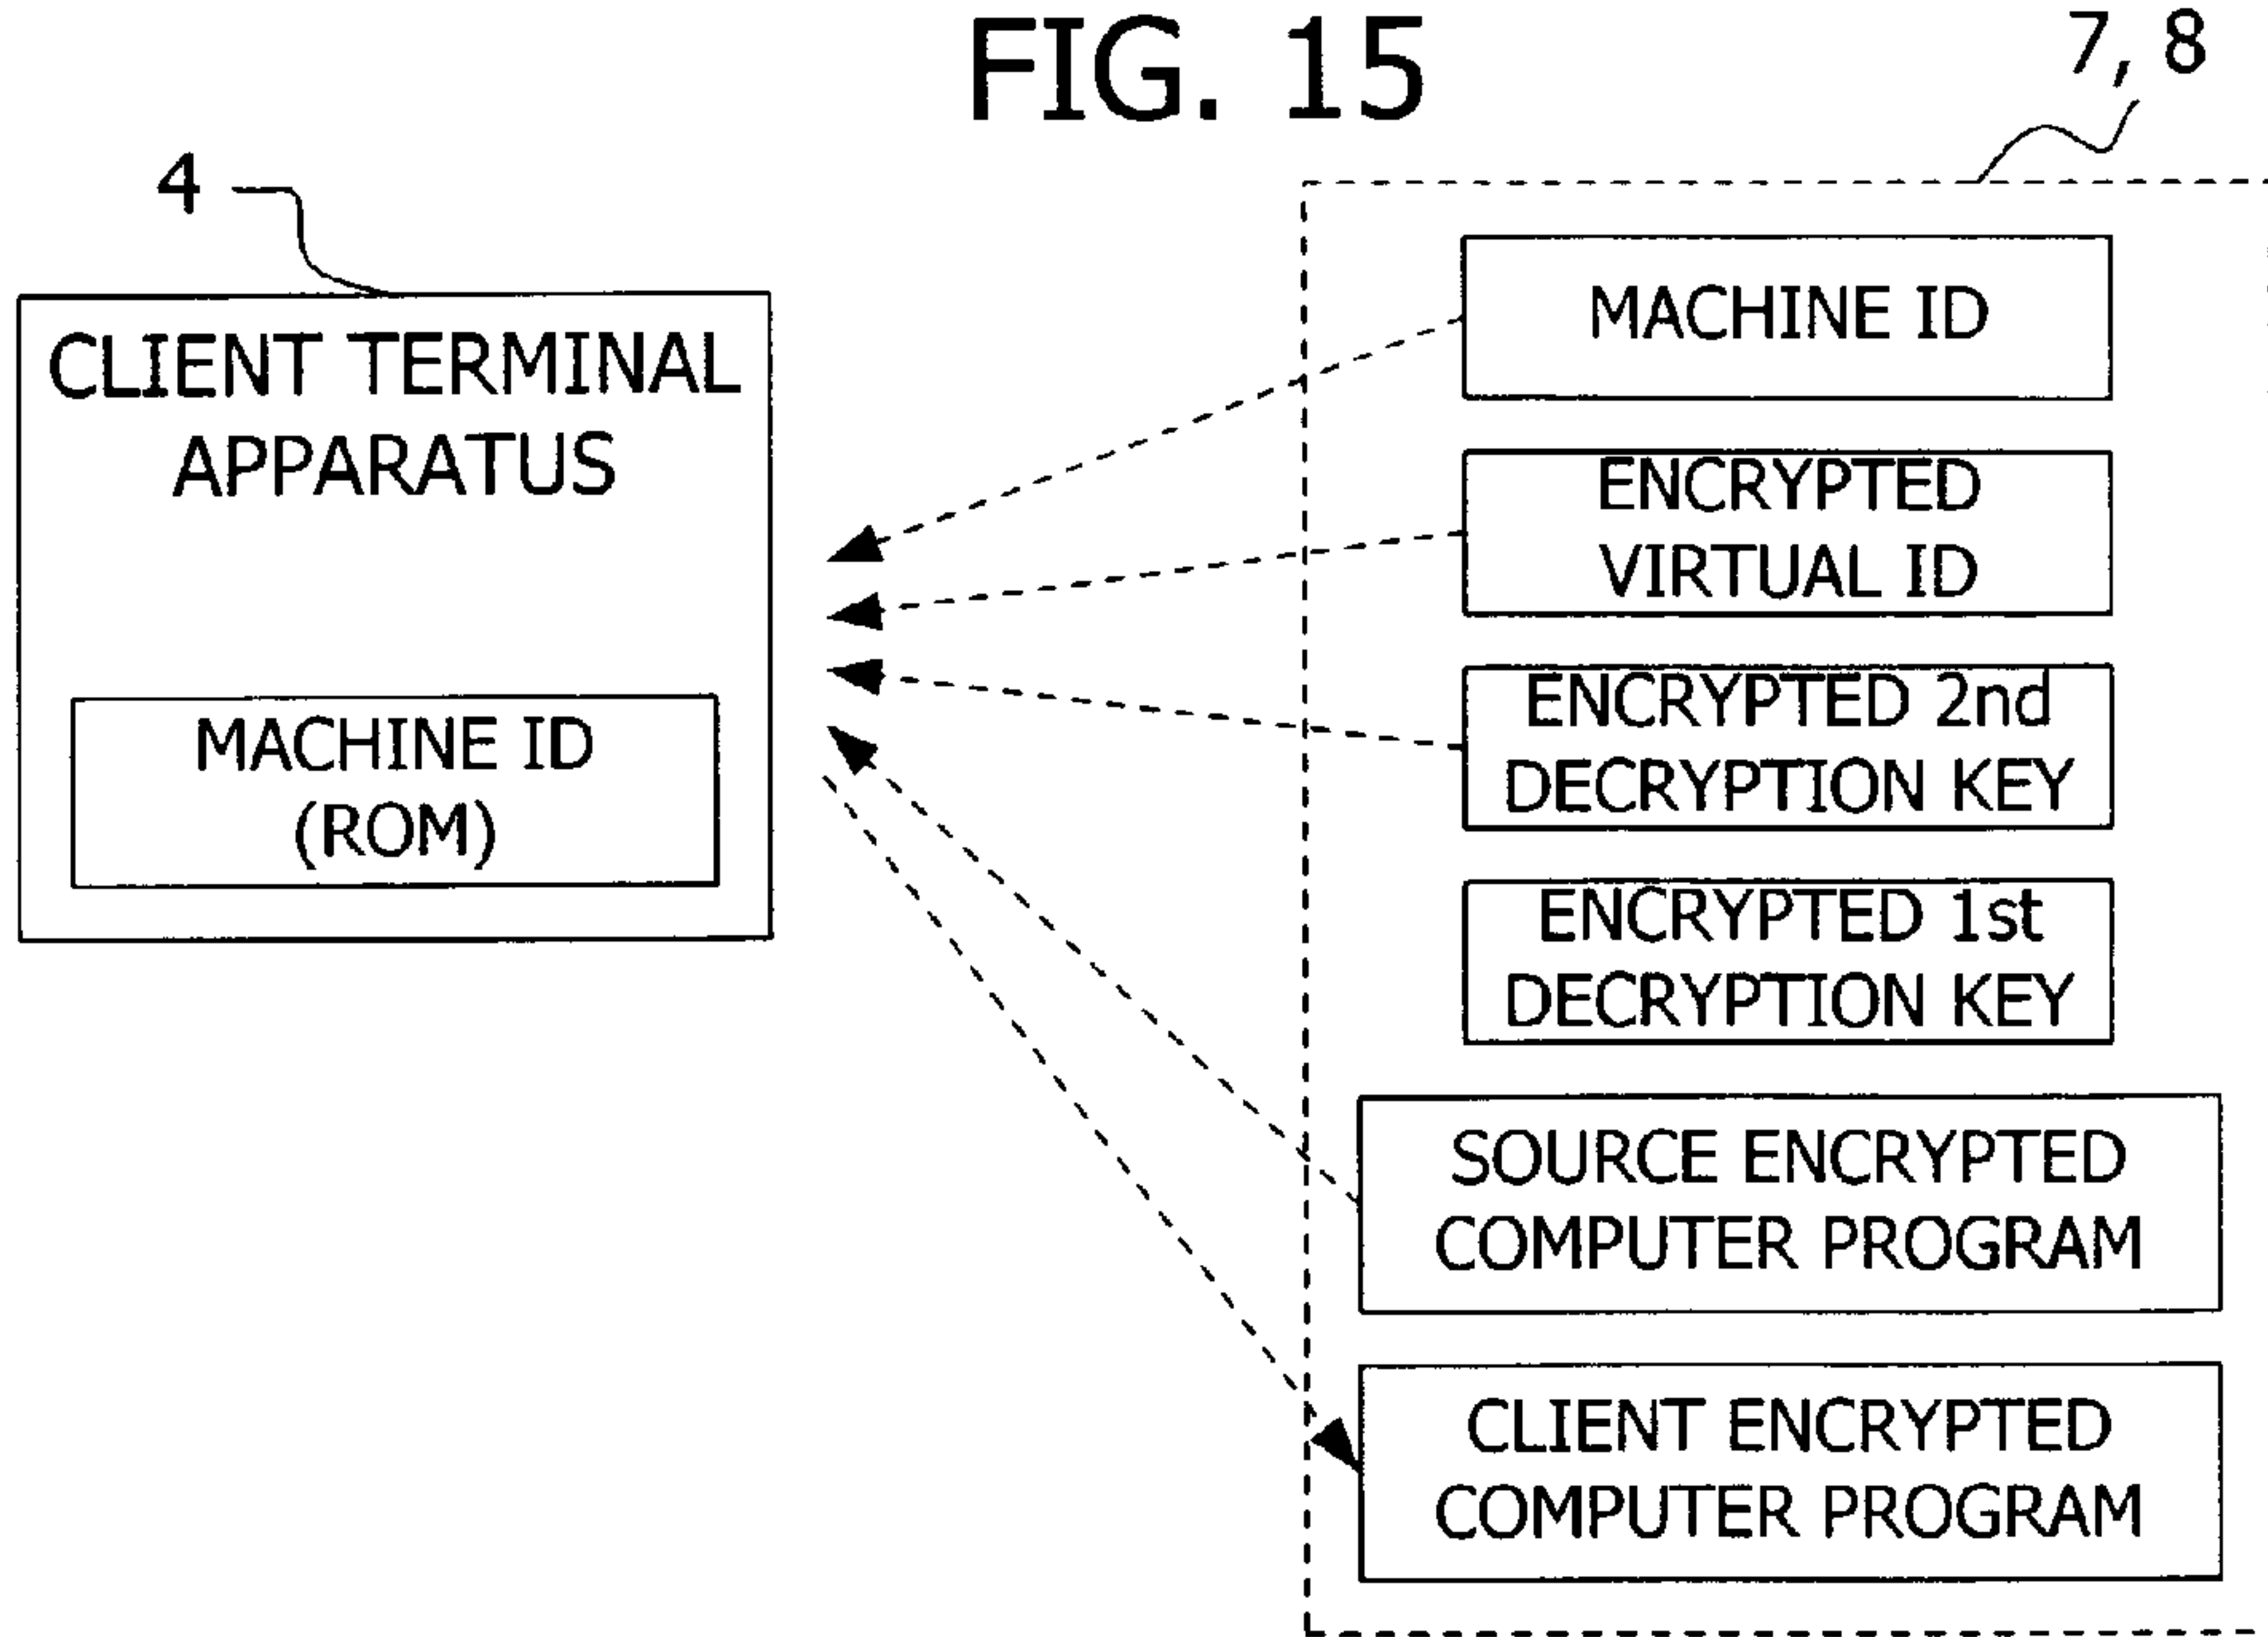 FIG. 15
7, 8
4
CLIENT TERMINAL
APPARATUS
MACHINE ID
(ROM)
MACHINE ID
ENCRYPTED
VIRTUAL ID
ENCRYPTED 2nd
DECRYPTION KEY
ENCRYPTED 1st
DECRYPTION KEY
SOURCE ENCRYPTED
COMPUTER PROGRAM
CLIENT ENCRYPTED
COMPUTER PROGRAM